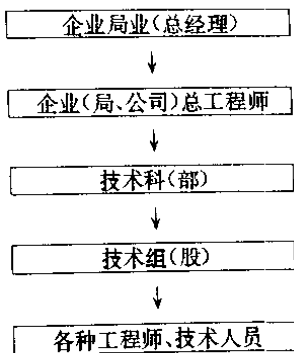 企业局业(总经理)
企业(局、公司)总工程师
技术科(部)
技术组(股)
各种工程师、技术人员